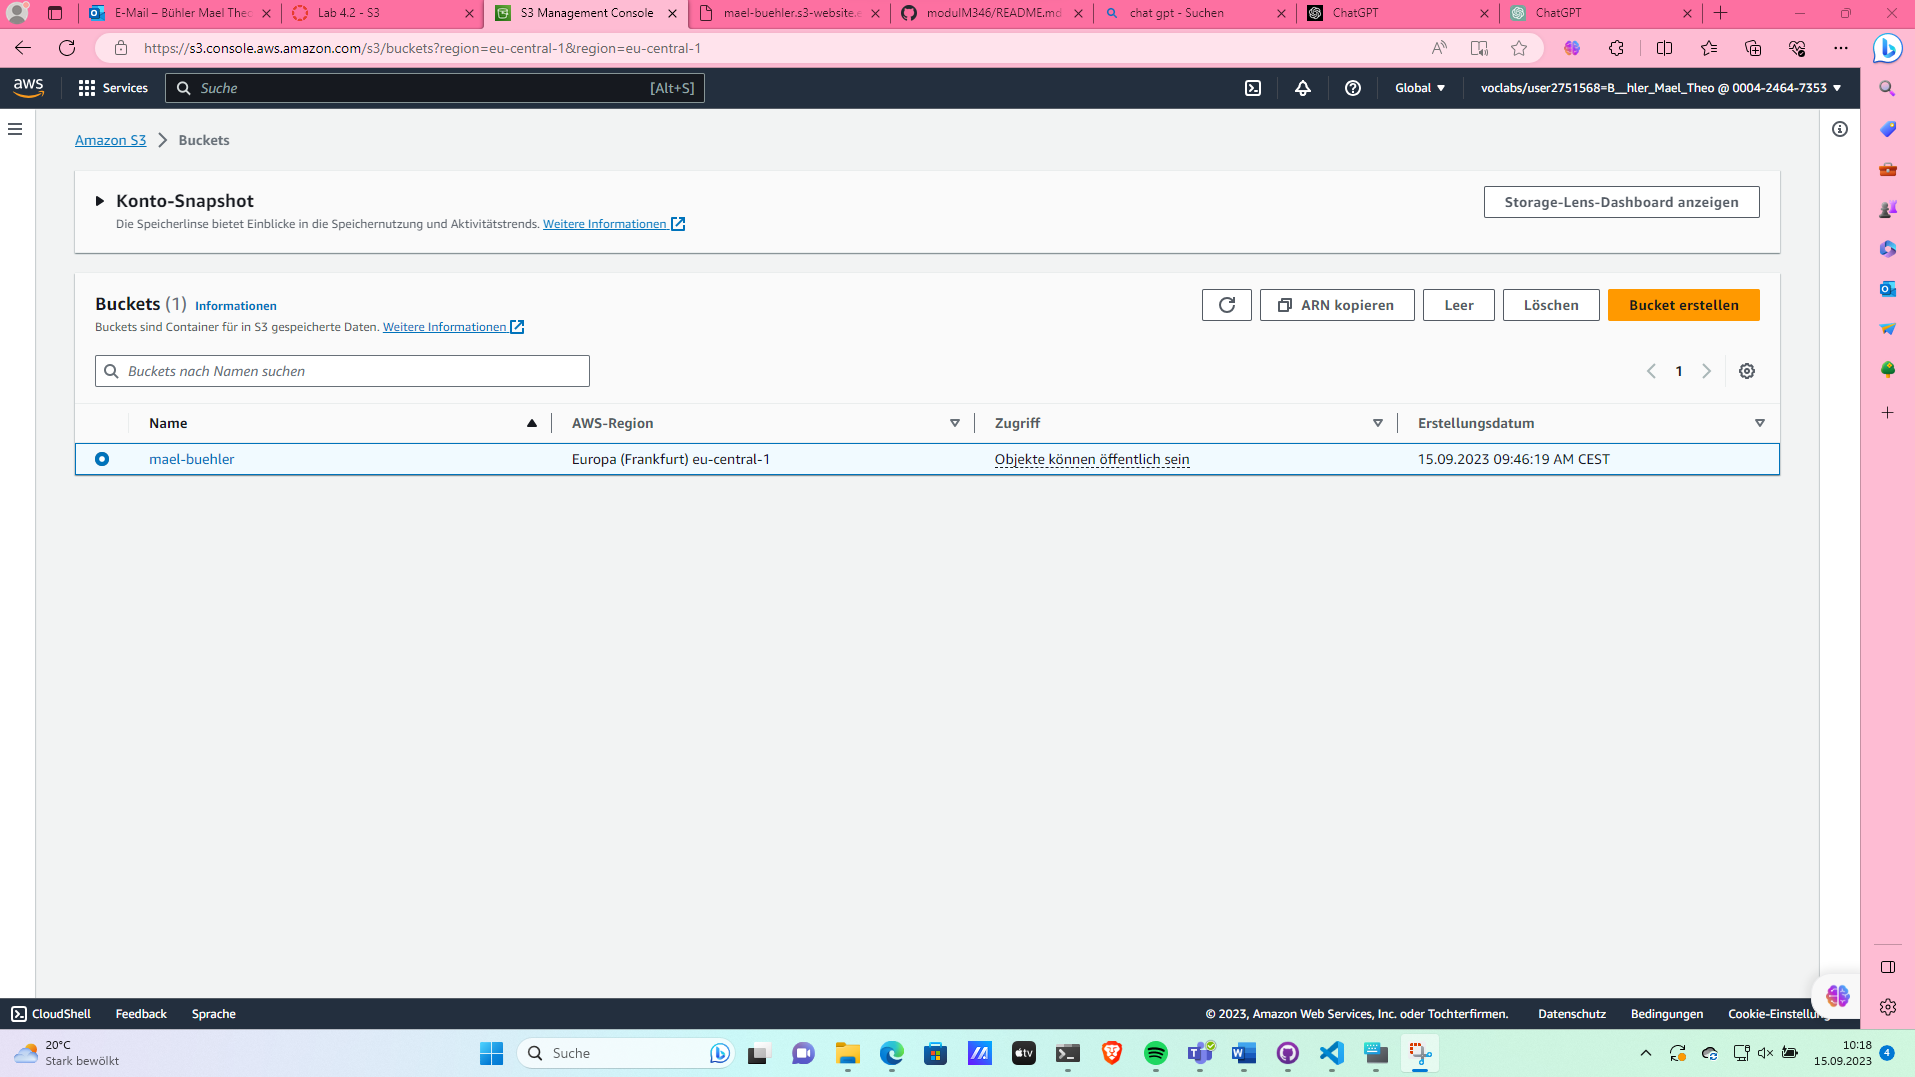 E-Mail – Bühler Mael Theo
Lab 4.2 - S3
S3 Management Console
mael-buehler.s3-website.e
modulM346/README.md
chat gpt - Suchen
ChatGPT
ChatGPT
https://s3.console.aws.amazon.com/s3/buckets?region=eu-central-1&region=eu-central-1
aws
Services
Suche
[Alt+S]
Global
voclabs/user2751568=B__hler_Mael_Theo @ 0004-2464-7353
Amazon S3
Buckets
Konto-Snapshot
Storage-Lens-Dashboard anzeigen
Die Speicherlinse bietet Einblicke in die Speichernutzung und Aktivitätstrends. Weitere Informationen
Buckets (1) Informationen
ARN kopieren
Leer
Löschen
Bucket erstellen
Buckets sind Container für in S3 gespeicherte Daten. Weitere Informationen
Buckets nach Namen suchen
1
Name
AWS-Region
Zugriff
Erstellungsdatum
mael-buehler
Europa (Frankfurt) eu-central-1
Objekte können öffentlich sein
15.09.2023 09:46:19 AM CEST
CloudShell
Feedback
Sprache
© 2023, Amazon Web Services, Inc. oder Tochterfirmen.
Datenschutz
Bedingungen
Cookie-Einstellung
20°C
Stark bewölkt
Suche
tv
10:18
15.09.2023
4